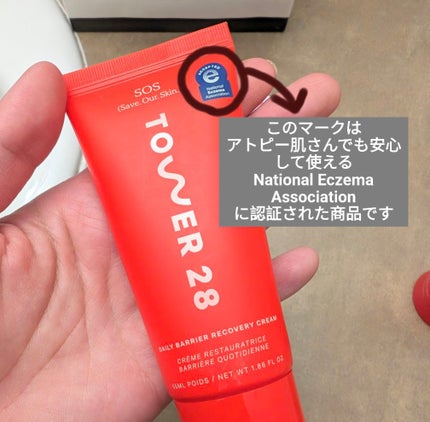 SOS
(Save. Our. Skin.
ACCEPTED
National
Eczema
Association
TOWER 28
DAILY BARRIER RECOVERY CREAM
CRÈME RESTAURATRICE
BARRIÈRE QUOTIDIENNE
55ML POIDS / NET WT 1.86 FL OZ.
このマークは
アトピー肌さんでも安心
して使える
National Eczema
Association
に認証された商品です